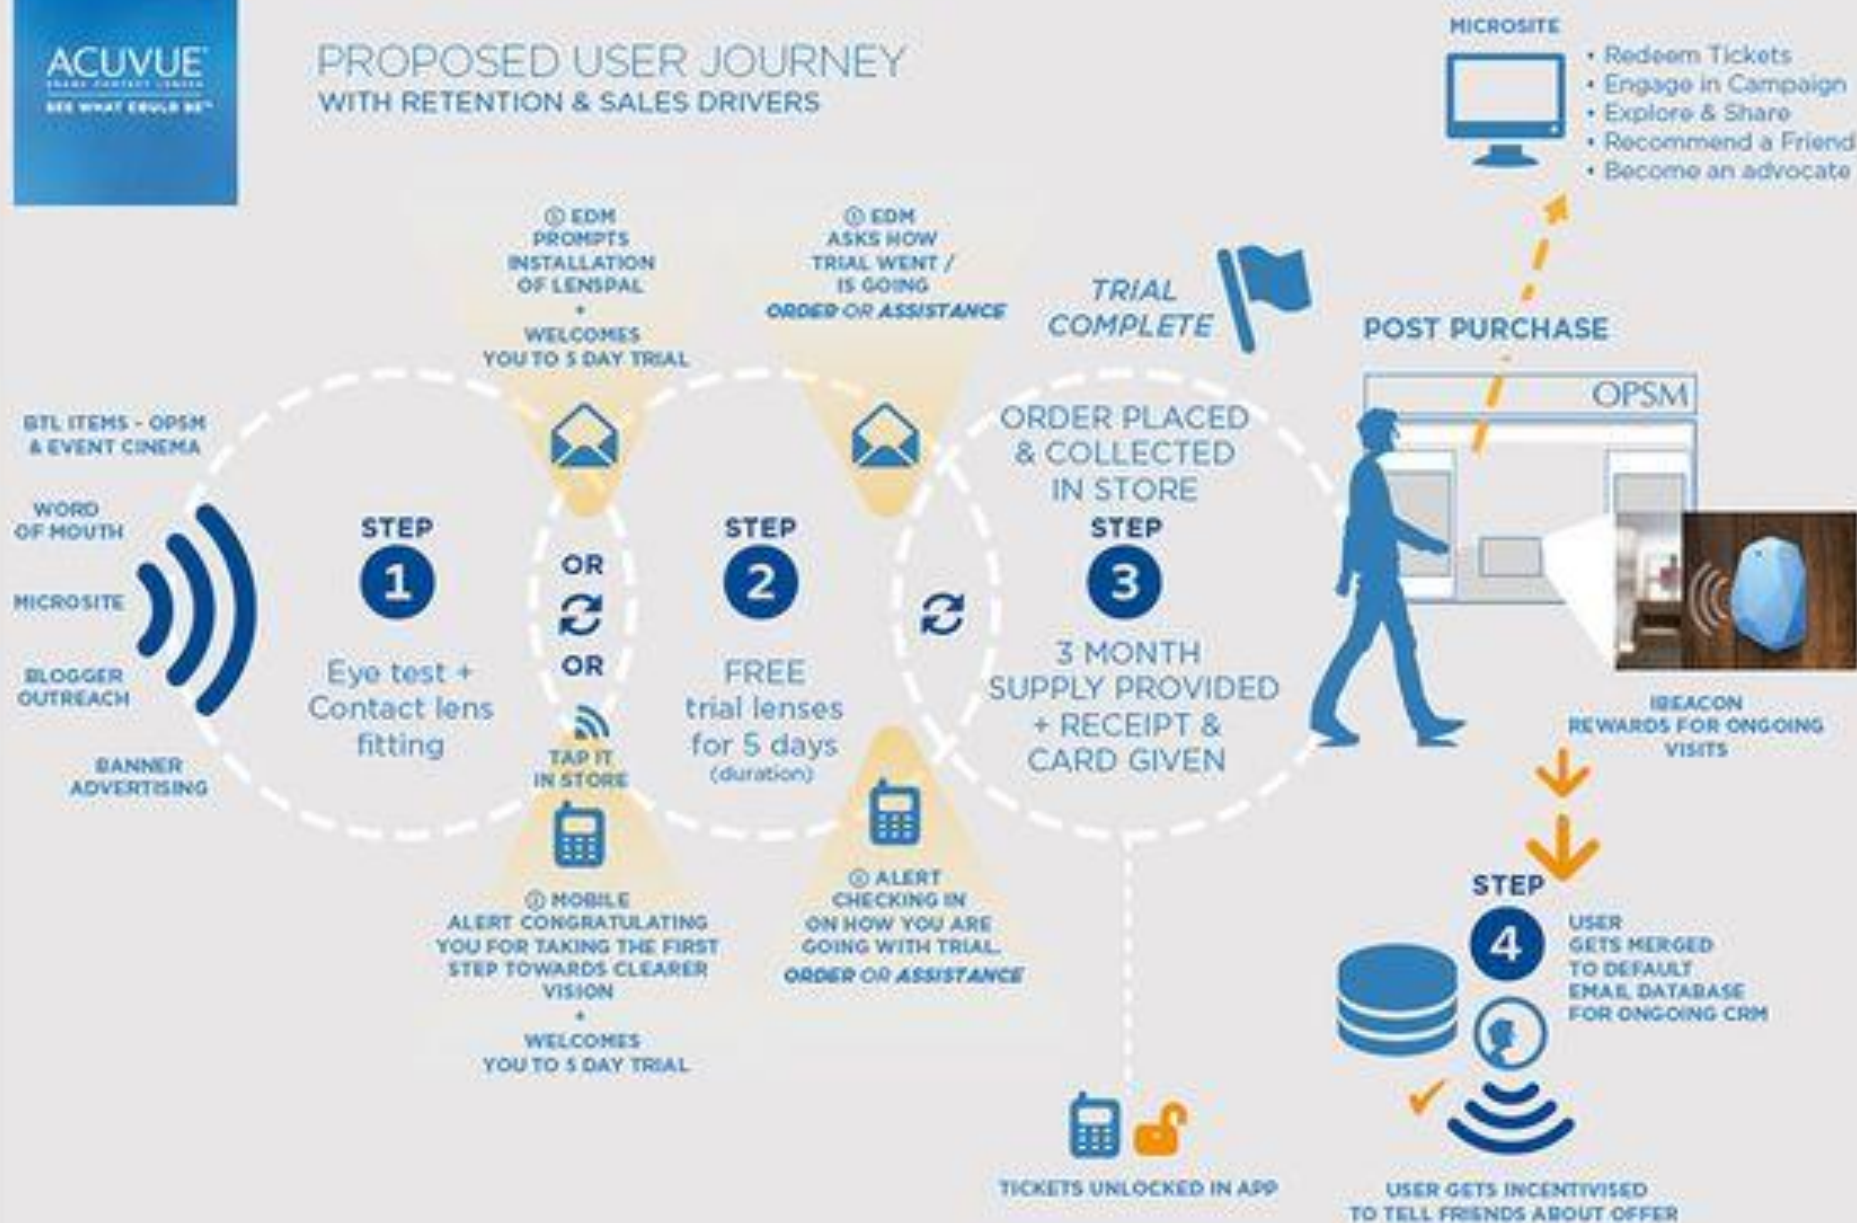 ACUVUE®
BRAND CONTACT LENSES
SEE WHAT COULD BE™
PROPOSED USER JOURNEY
WITH RETENTION & SALES DRIVERS
MICROSITE
• Redeem Tickets
• Engage in Campaign
• Explore & Share
• Recommend a Friend
• Become an advocate
EDM
PROMPTS
INSTALLATION
OF LENSPAL
+
WELCOMES
YOU TO 5 DAY TRIAL
EDM
ASKS HOW
TRIAL WENT /
IS GOING
ORDER OR ASSISTANCE
TRIAL
COMPLETE
POST PURCHASE
OPSM
BTL ITEMS - OPSM
& EVENT CINEMA
WORD
OF MOUTH
MICROSITE
BLOGGER
OUTREACH
BANNER
ADVERTISING
STEP
1
Eye test +
Contact lens
fitting
OR
OR
TAP IT
IN STORE
② MOBILE
ALERT CONGRATULATING
YOU FOR TAKING THE FIRST
STEP TOWARDS CLEARER
VISION
+
WELCOMES
YOU TO 5 DAY TRIAL
STEP
2
FREE
trial lenses
for 5 days
(duration)
② ALERT
CHECKING IN
ON HOW YOU ARE
GOING WITH TRIAL.
ORDER OR ASSISTANCE
ORDER PLACED
& COLLECTED
IN STORE
STEP
3
3 MONTH
SUPPLY PROVIDED
+ RECEIPT &
CARD GIVEN
TICKETS UNLOCKED IN APP
IBEACON
REWARDS FOR ONGOING
VISITS
STEP
4
USER
GETS MERGED
TO DEFAULT
EMAIL DATABASE
FOR ONGOING CRM
USER GETS INCENTIVISED
TO TELL FRIENDS ABOUT OFFER